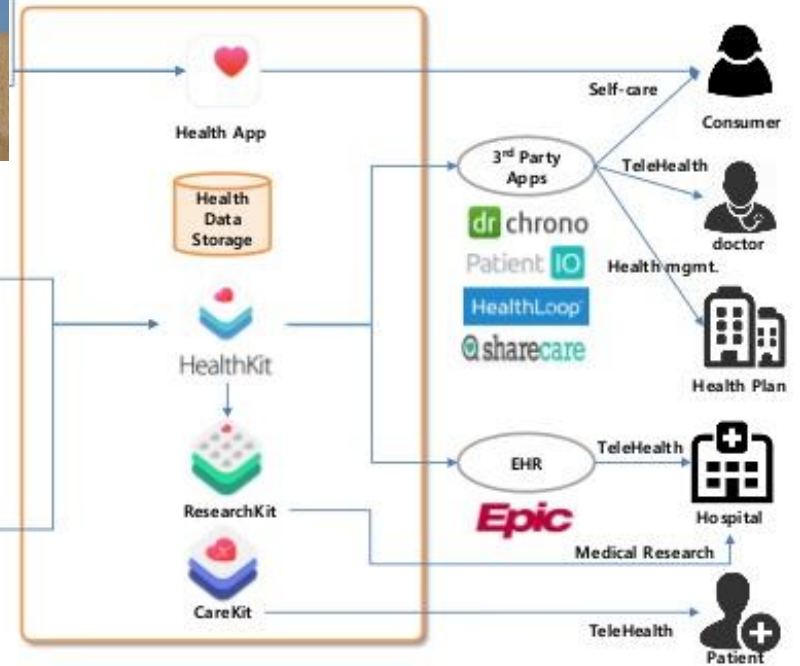 Health App
Health
Data
Storage
HealthKit
ResearchKit
CareKit
3rd Party
Apps
dr chrono
Patient IO
HealthLoop
sharecare
EHR
Epic
Self-care
Consumer
TeleHealth
doctor
Health mgmt.
Health Plan
TeleHealth
Hospital
Medical Research
TeleHealth
Patient